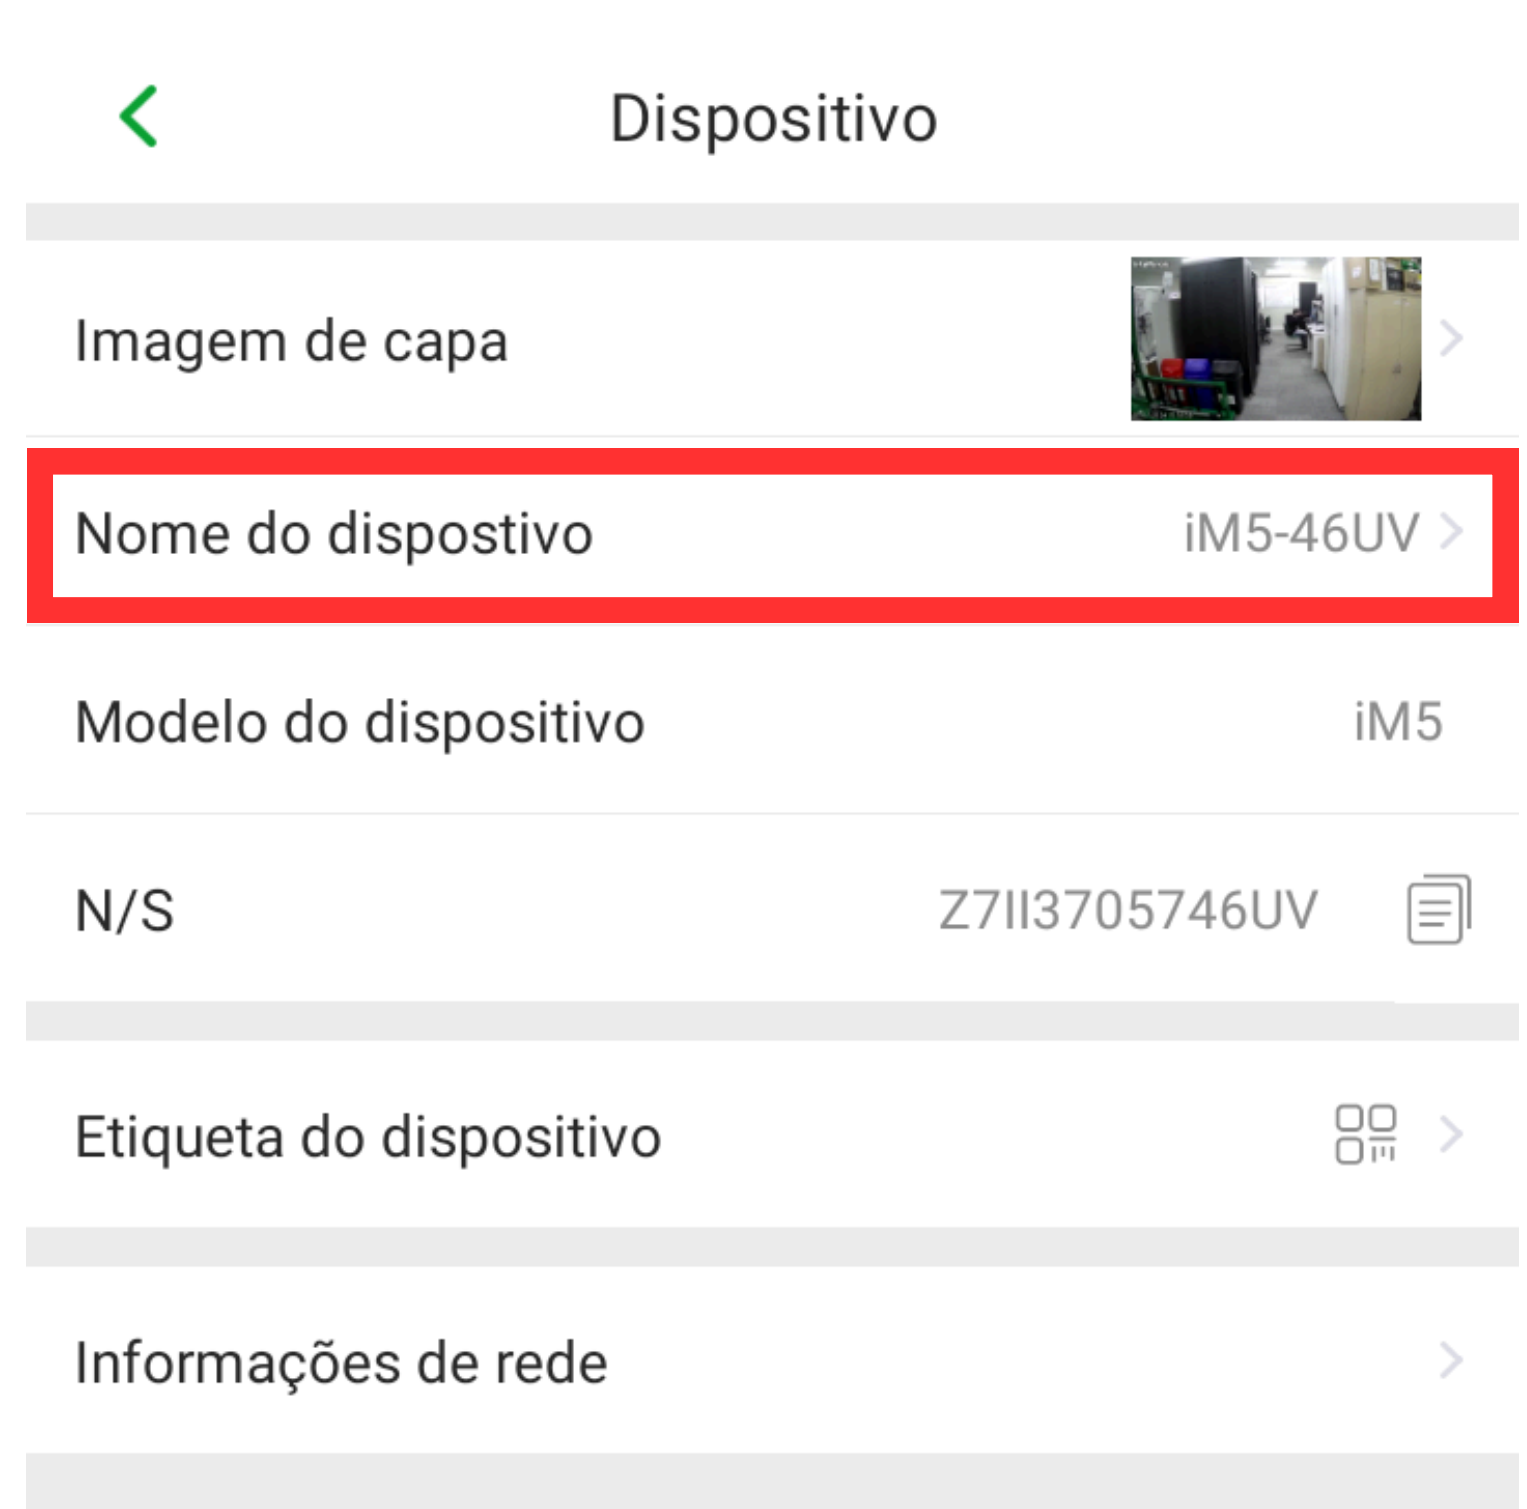 Dispositivo
Imagem de capa
Nome do dispostivo iM5-46UV
Modelo do dispositivo iM5
N/S Z7II3705746UV
Etiqueta do dispositivo
Informações de rede